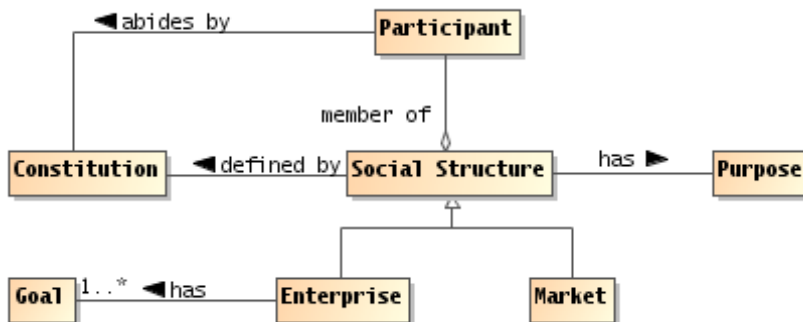 ◀ abides by
Participant
member of
Constitution
◀ defined by
Social Structure
has ▶
Purpose
Goal
1..*
◀ has
Enterprise
Market